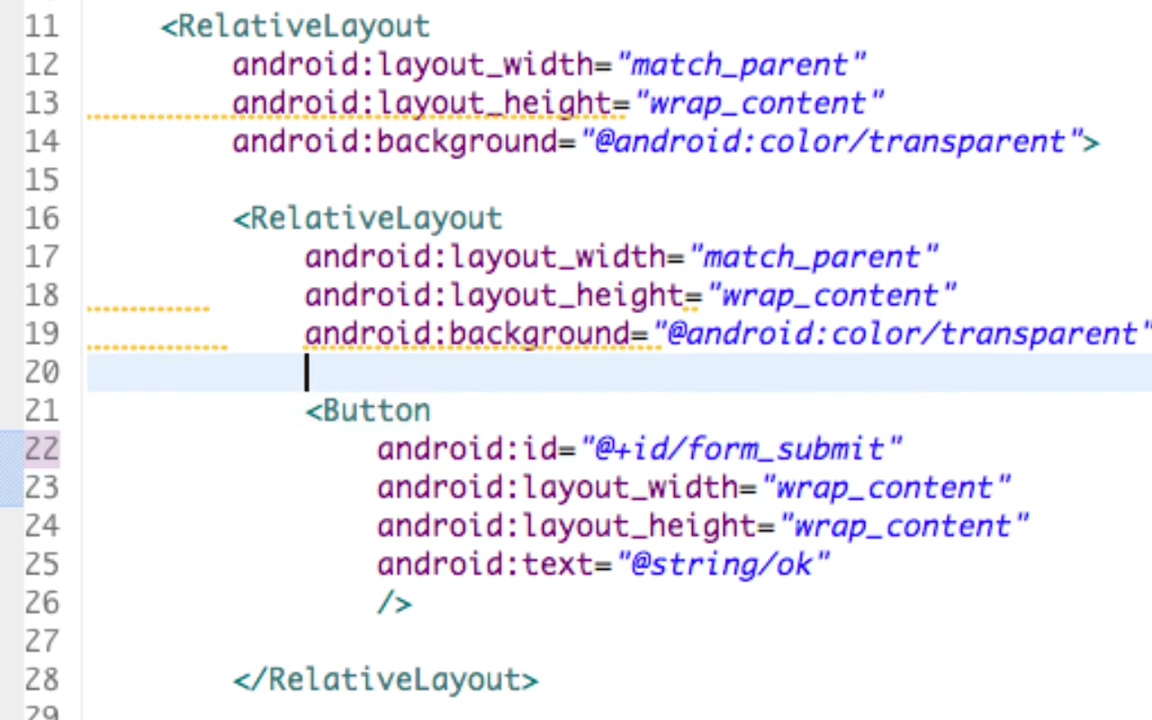 11 <RelativeLayout
12 android:layout_width="match_parent"
13 android:layout_height="wrap_content"
14 android:background="@android:color/transparent">
15
16 <RelativeLayout
17 android:layout_width="match_parent"
18 android:layout_height="wrap_content"
19 android:background="@android:color/transparent"
20
21 <Button
22 android:id="@+id/form_submit"
23 android:layout_width="wrap_content"
24 android:layout_height="wrap_content"
25 android:text="@string/ok"
26 />
27
28 </RelativeLayout>
29